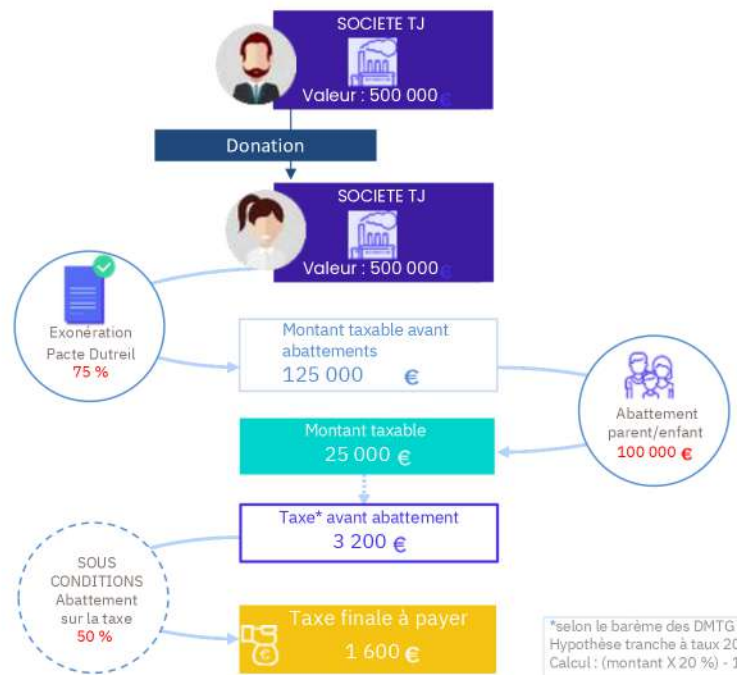 SOCIETE TJ
Valeur : 500 000 €
Donation
SOCIETE TJ
Valeur : 500 000 €
Exonération
Pacte Dutreil
75 %
Montant taxable avant
abattements
125 000 €
Abattement
parent/enfant
100 000 €
Montant taxable
25 000 €
Taxe* avant abattement
3 200 €
SOUS
CONDITIONS
Abattement
sur la taxe
50 %
Taxe finale à payer
1 600 €
*selon le barème des DMTG
Hypothèse tranche à taux 20
Calcul : (montant X 20 %) - 1